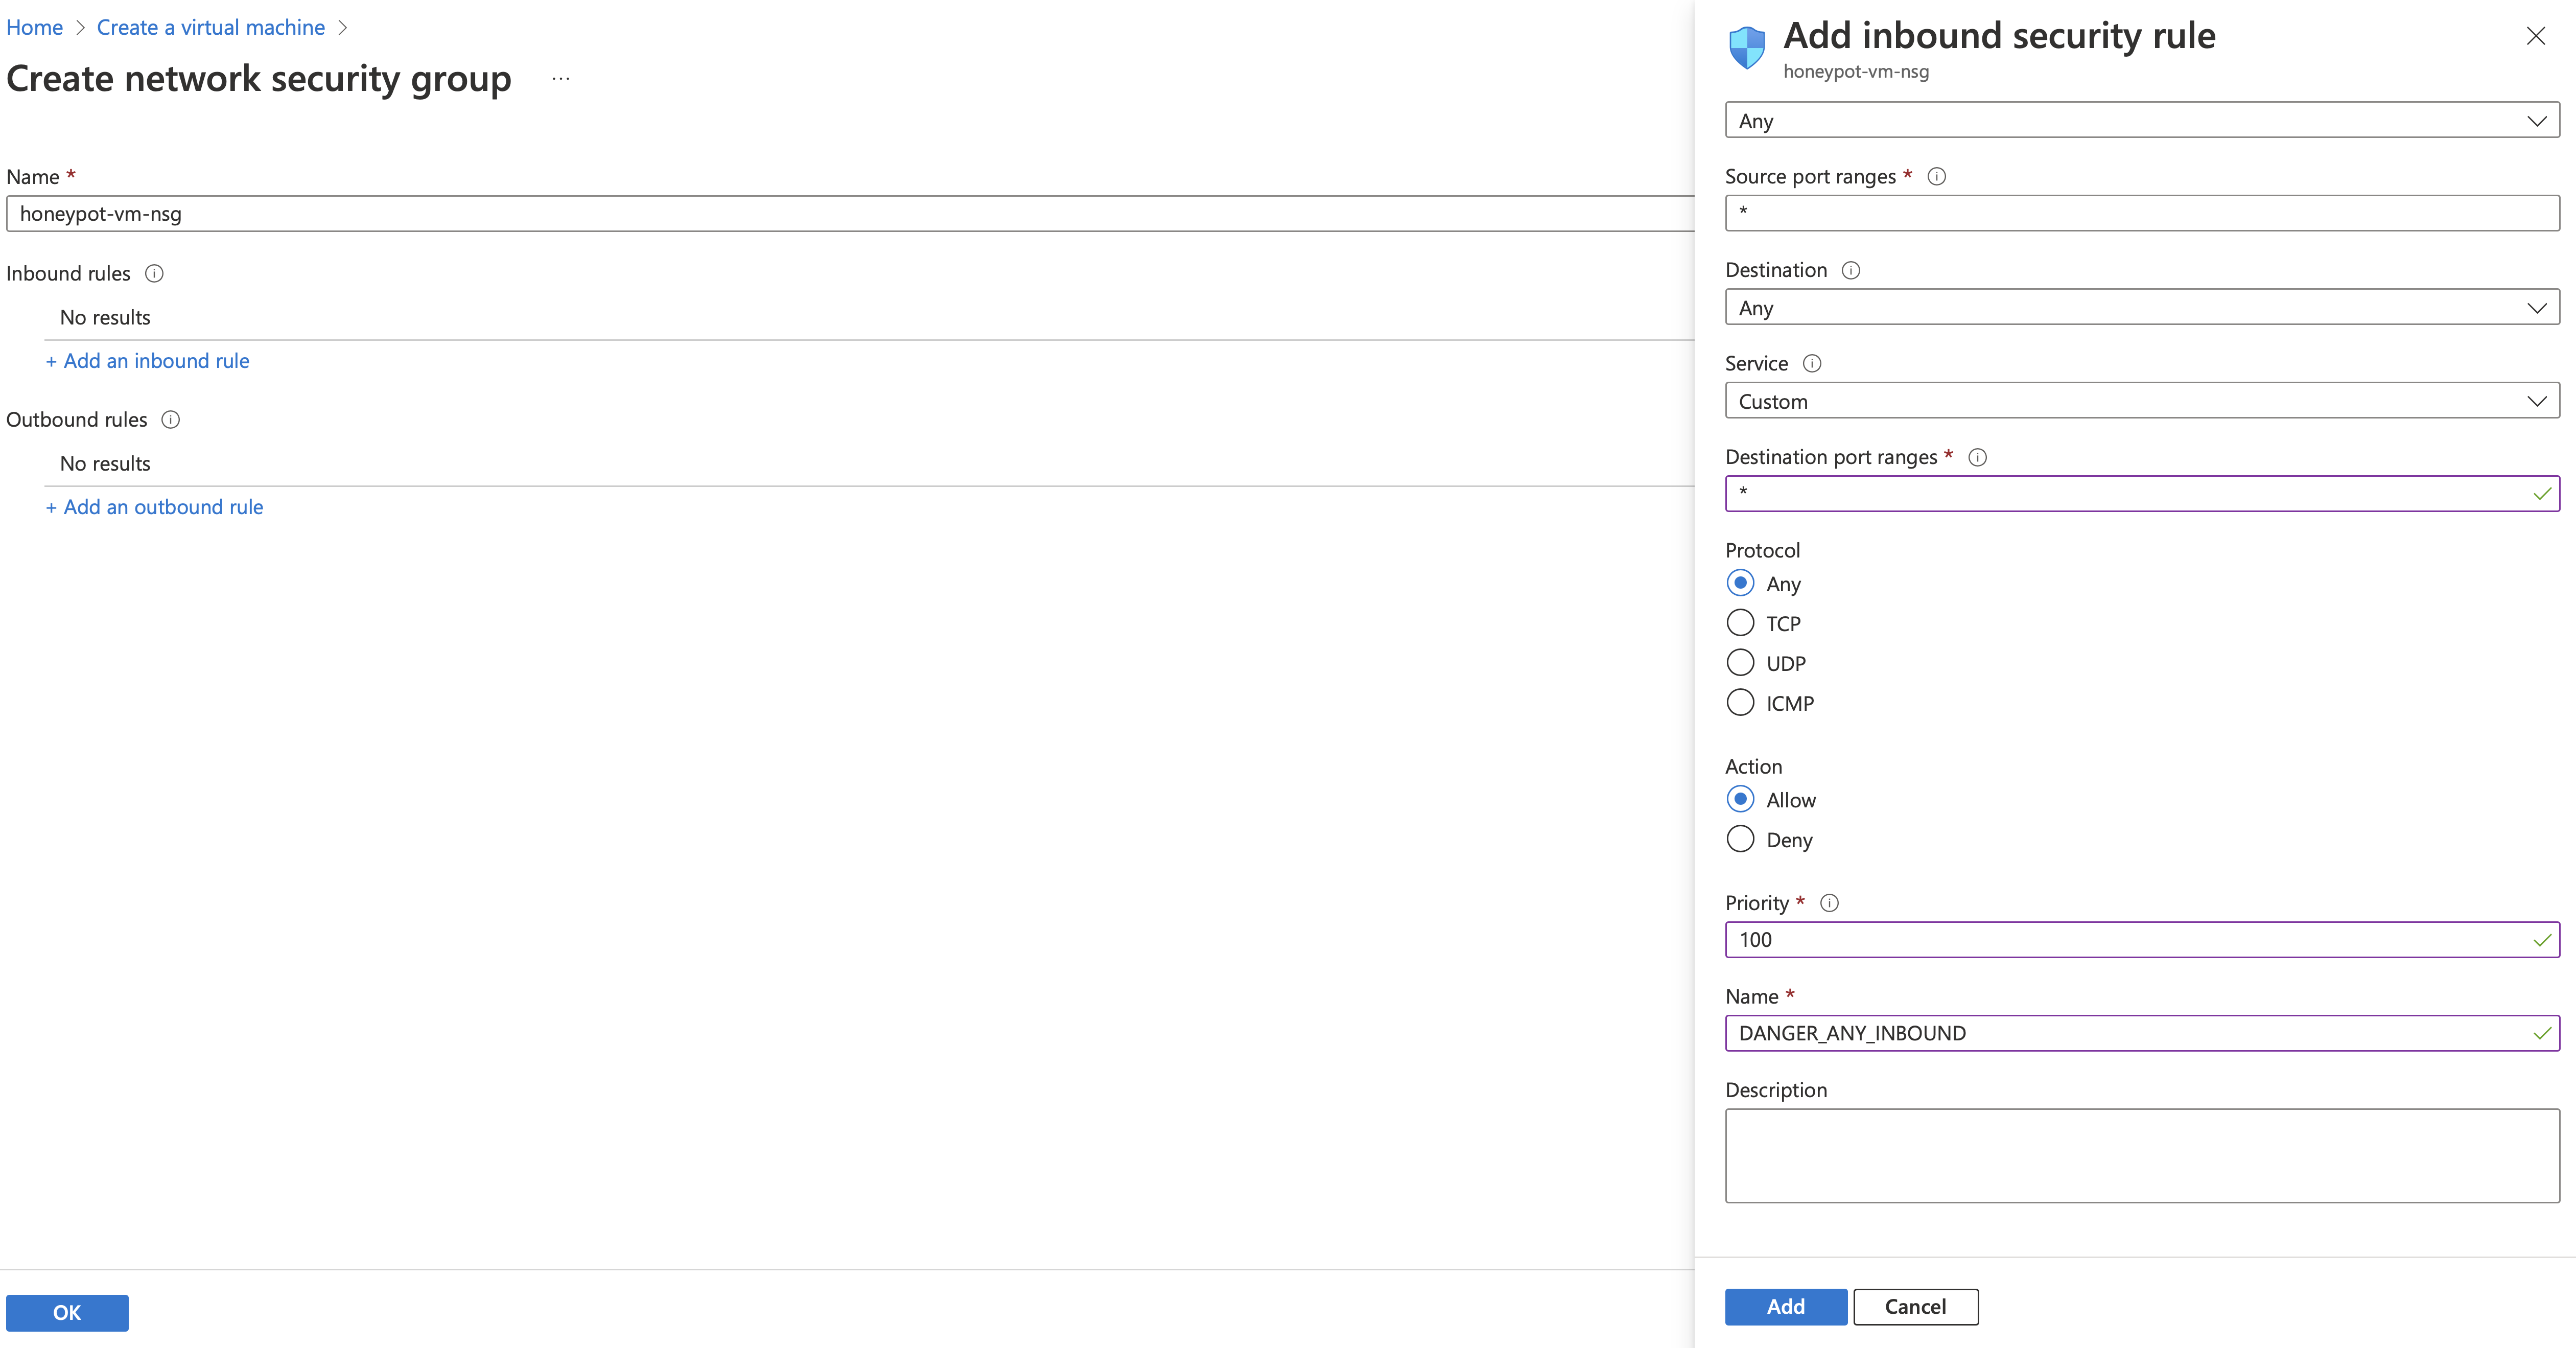 Home > Create a virtual machine >
Create network security group ...
Name *
honeypot-vm-nsg
Inbound rules
No results
+ Add an inbound rule
Outbound rules
No results
+ Add an outbound rule
OK
Add inbound security rule
honeypot-vm-nsg
Any
Source port ranges *
*
Destination
Any
Service
Custom
Destination port ranges *
*
Protocol
Any
TCP
UDP
ICMP
Action
Allow
Deny
Priority *
100
Name *
DANGER_ANY_INBOUND
Description
Add
Cancel